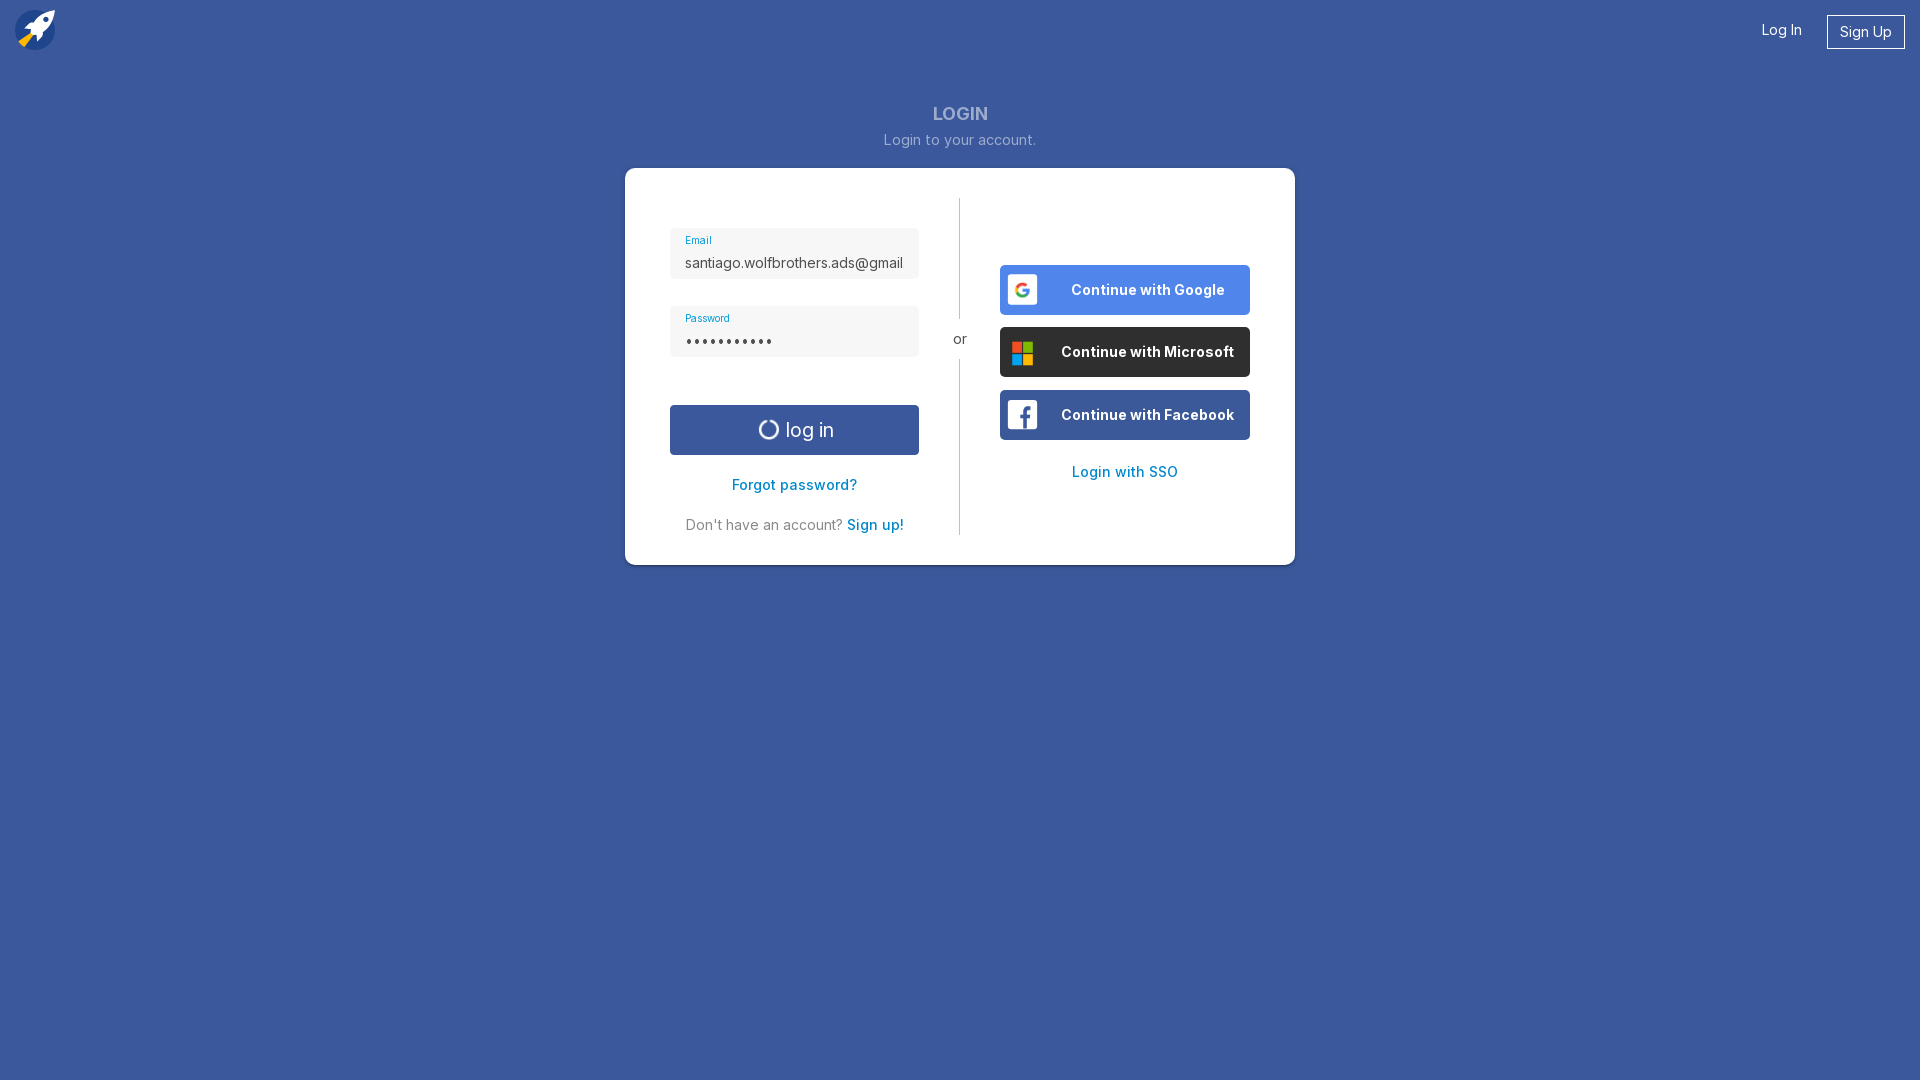 Log In
Sign Up
LOGIN
Login to your account.
Email
santiago.wolfbrothers.ads@gmail
Password
•••••••••••
log in
Forgot password?
Don't have an account? Sign up!
or
Continue with Google
Continue with Microsoft
Continue with Facebook
Login with SSO